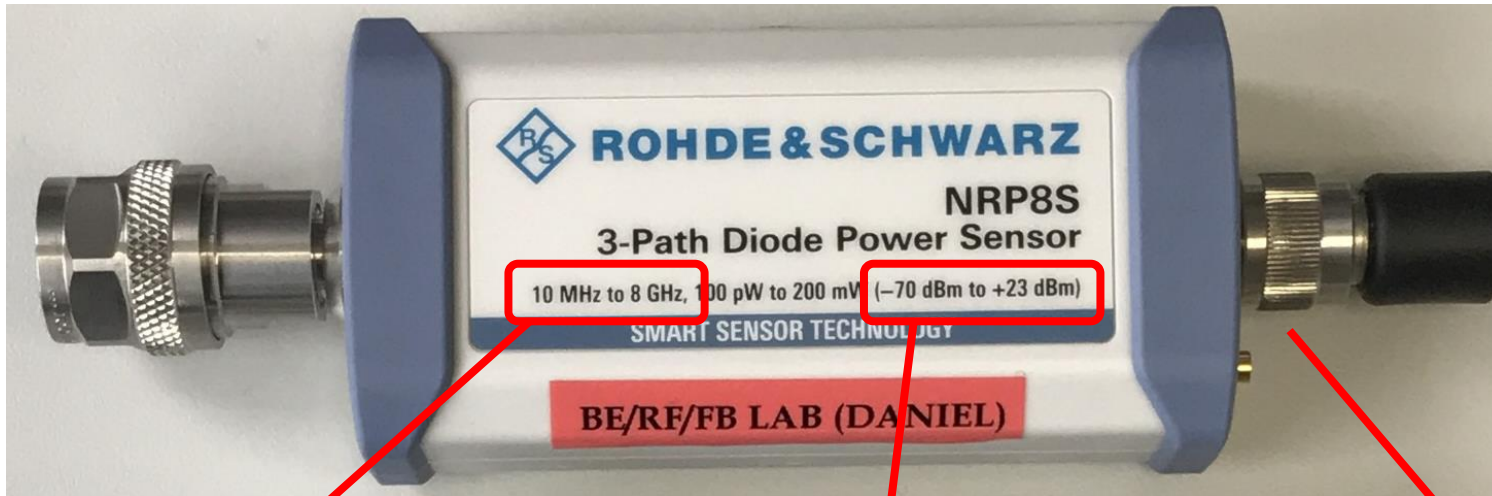 R&S ROHDE&SCHWARZ
NRP8S
3-Path Diode Power Sensor
10 MHz to 8 GHz, 100 pW to 200 mW (−70 dBm to +23 dBm)
SMART SENSOR TECHNOLOGY
BE/RF/FB LAB (DANIEL)